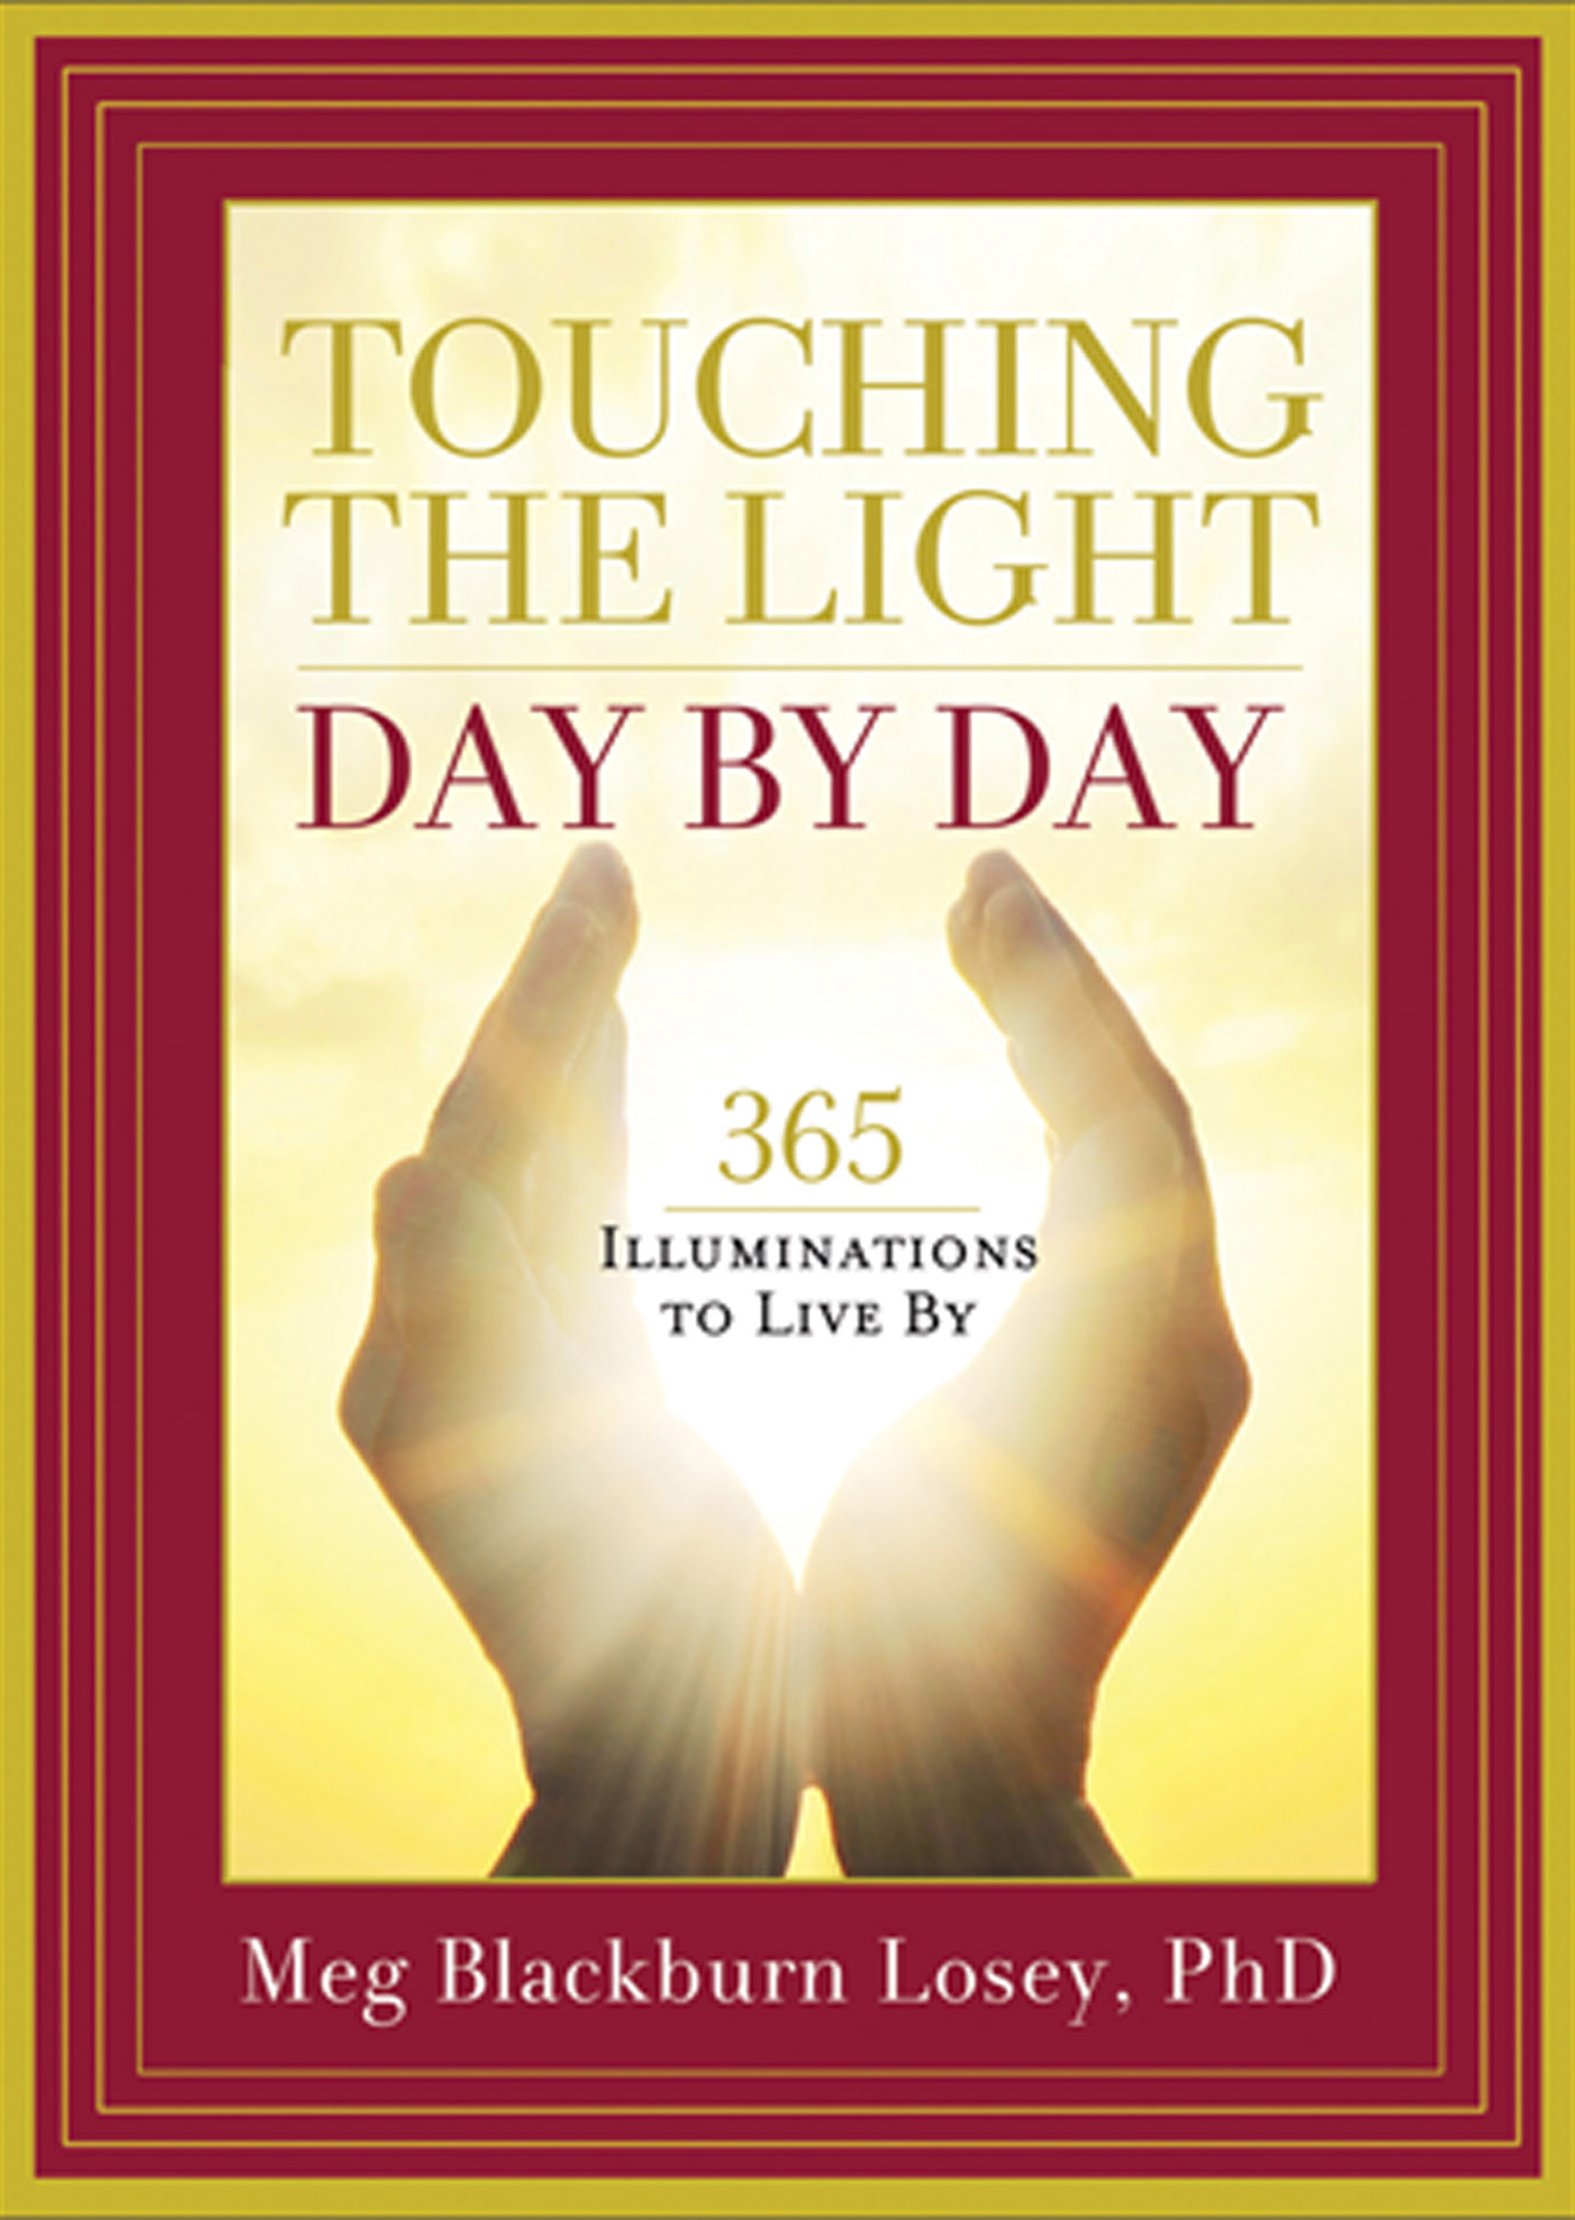 TOUCHING
THE LIGHT
DAY BY DAY
365
ILLUMINATIONS
TO LIVE BY
Meg Blackburn Losey, PhD